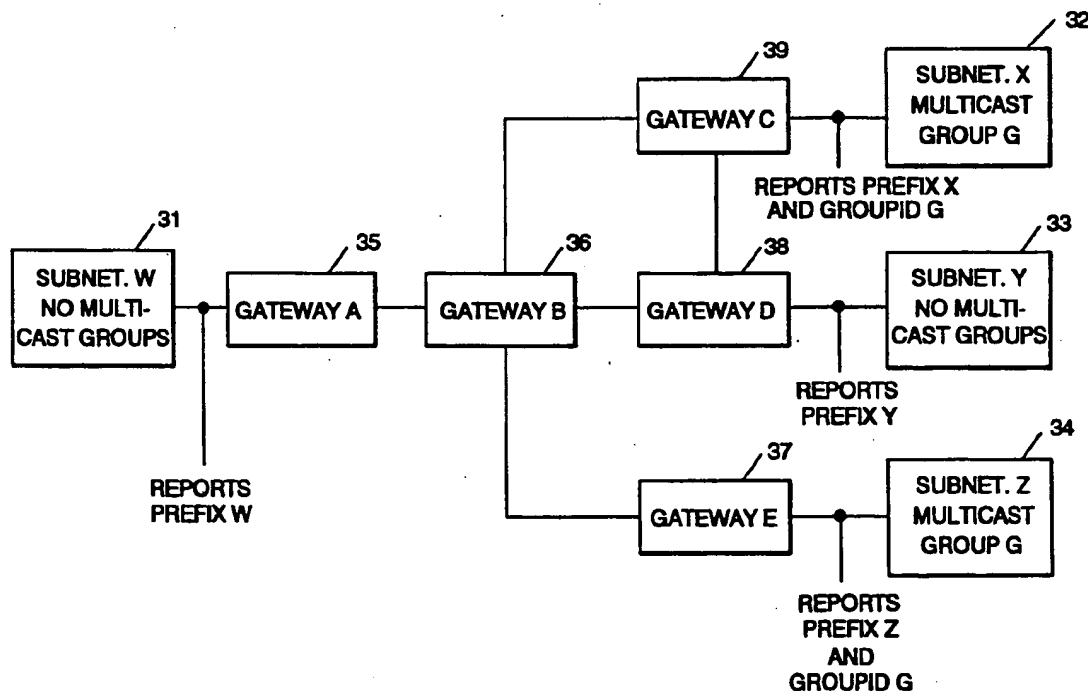 32
39
SUBNET. X
MULTICAST
GROUP G
GATEWAY C
REPORTS PREFIX X
AND GROUPID G
31
35
36
38
33
SUBNET. W
NO MULTI-
CAST GROUPS
GATEWAY A
GATEWAY B
GATEWAY D
SUBNET. Y
NO MULTI-
CAST GROUPS
REPORTS
PREFIX Y
37
34
REPORTS
PREFIX W
GATEWAY E
SUBNET. Z
MULTICAST
GROUP G
REPORTS
PREFIX Z
AND
GROUPID G